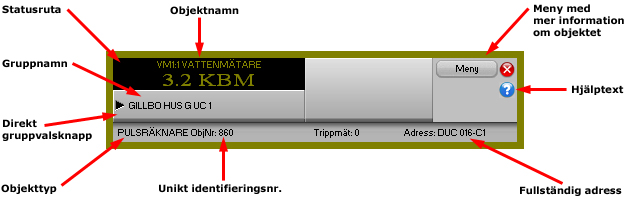 Statusruta
Objektnamn
Meny med
mer information
om objektet
Gruppnamn
VM1:1 VATTENMÄTARE
3.2 KBM
Meny
Hjälptext
GILLBO HUS G UC 1
Direkt
gruppvalsknapp
PULSRÄKNARE ObjNr: 860
Trippmät: 0
Adress: DUC 016-C1
Objekttyp
Unikt identifieringsnr.
Fullständig adress